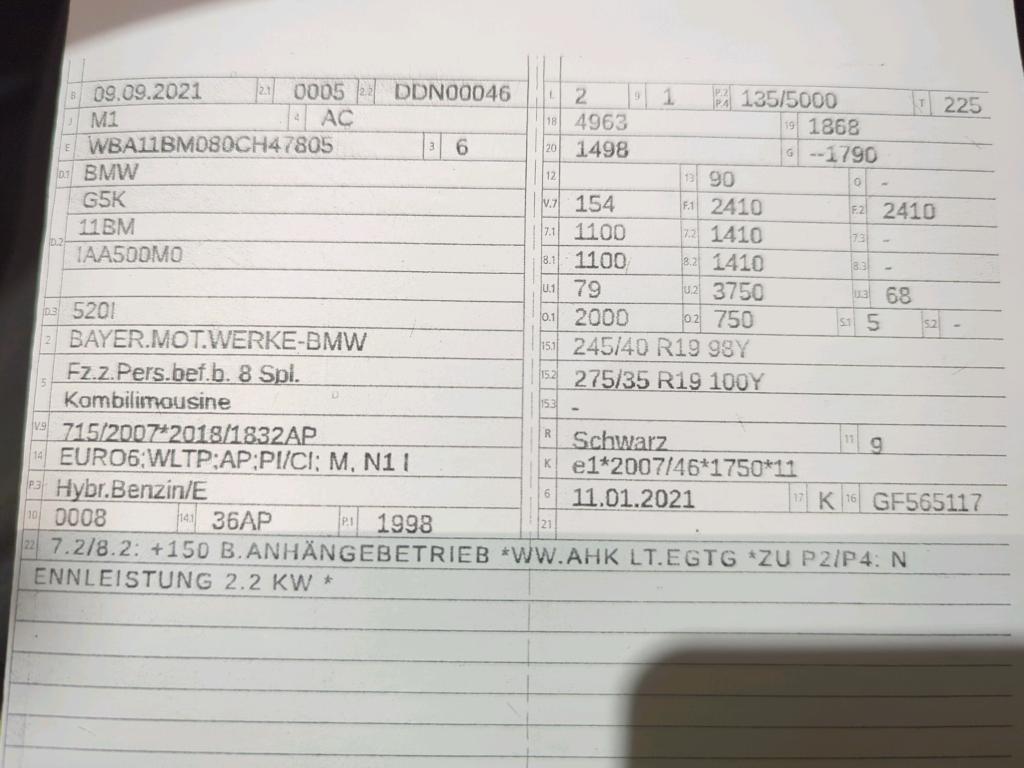 B 09.09.2021 2.1 0005 2.2 DDN00046
J M1 4 AC
E WBA11BM080CH47805 3 6
D.1 BMW
D.2 G5K
11BM
IAA500M0
D.3 520I
2 BAYER.MOT.WERKE-BMW
5 Fz.z.Pers.bef.b. 8 Spl.
Kombilimousine
V.9 715/2007*2018/1832AP
14 EURO6;WLTP;AP;PI/CI; M, N1 I
P.3 Hybr.Benzin/E
10 0008 14.1 36AP P.1 1998
L 2 9 1 P.2 P.4 135/5000 T 225
18 4963 19 1868
20 1498 G --1790
12 13 90 Q -
V.7 154 F.1 2410 F.2 2410
7.1 1100 7.2 1410 7.3 -
8.1 1100 8.2 1410 8.3 -
U.1 79 U.2 3750 U.3 68
O.1 2000 O.2 750 S.1 5 S.2 -
15.1 245/40 R19 98Y
15.2 275/35 R19 100Y
15.3 -
R Schwarz 11 9
K e1*2007/46*1750*11
6 11.01.2021 17 K 16 GF565117
21
22 7.2/8.2: +150 B.ANHÄNGEBETRIEB *WW.AHK LT.EGTG *ZU P2/P4: N
ENNLEISTUNG 2.2 KW *